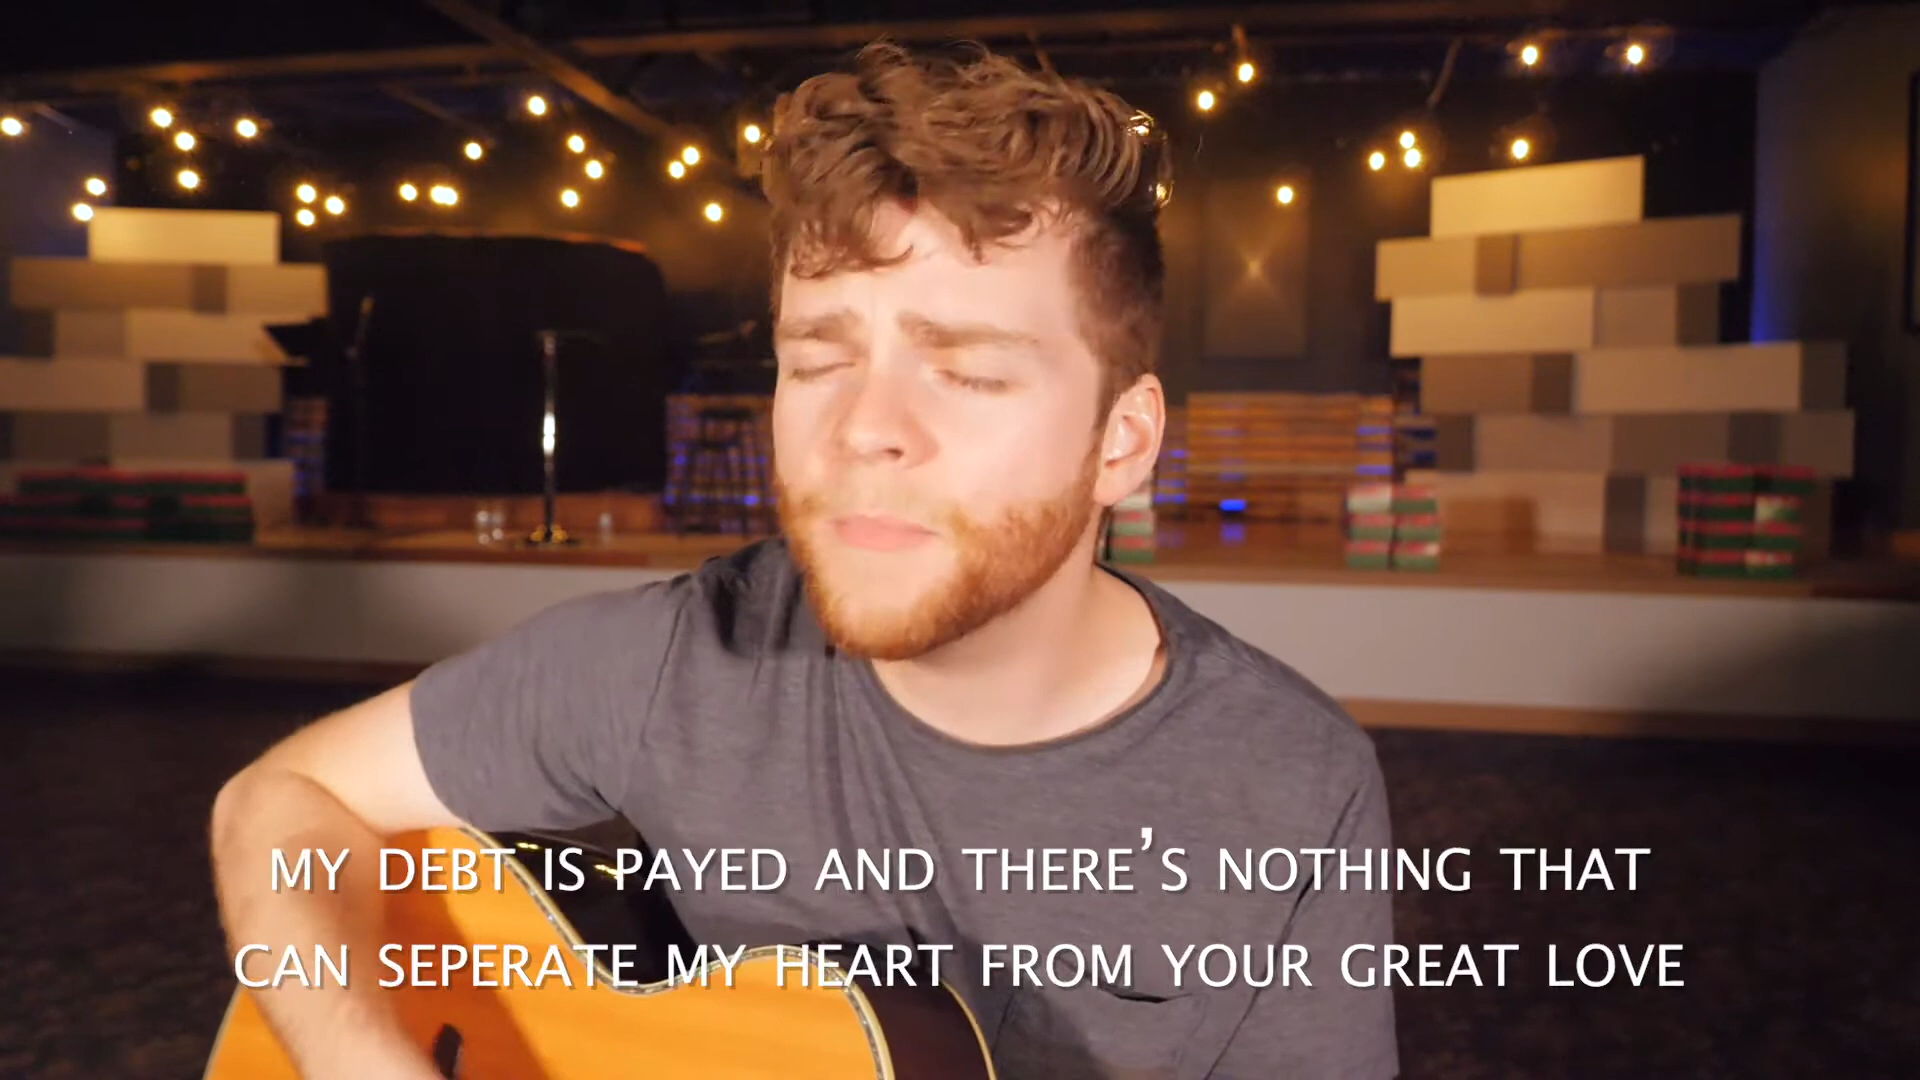 MY DEBT IS PAYED AND THERE'S NOTHING THAT
CAN SEPERATE MY HEART FROM YOUR GREAT LOVE